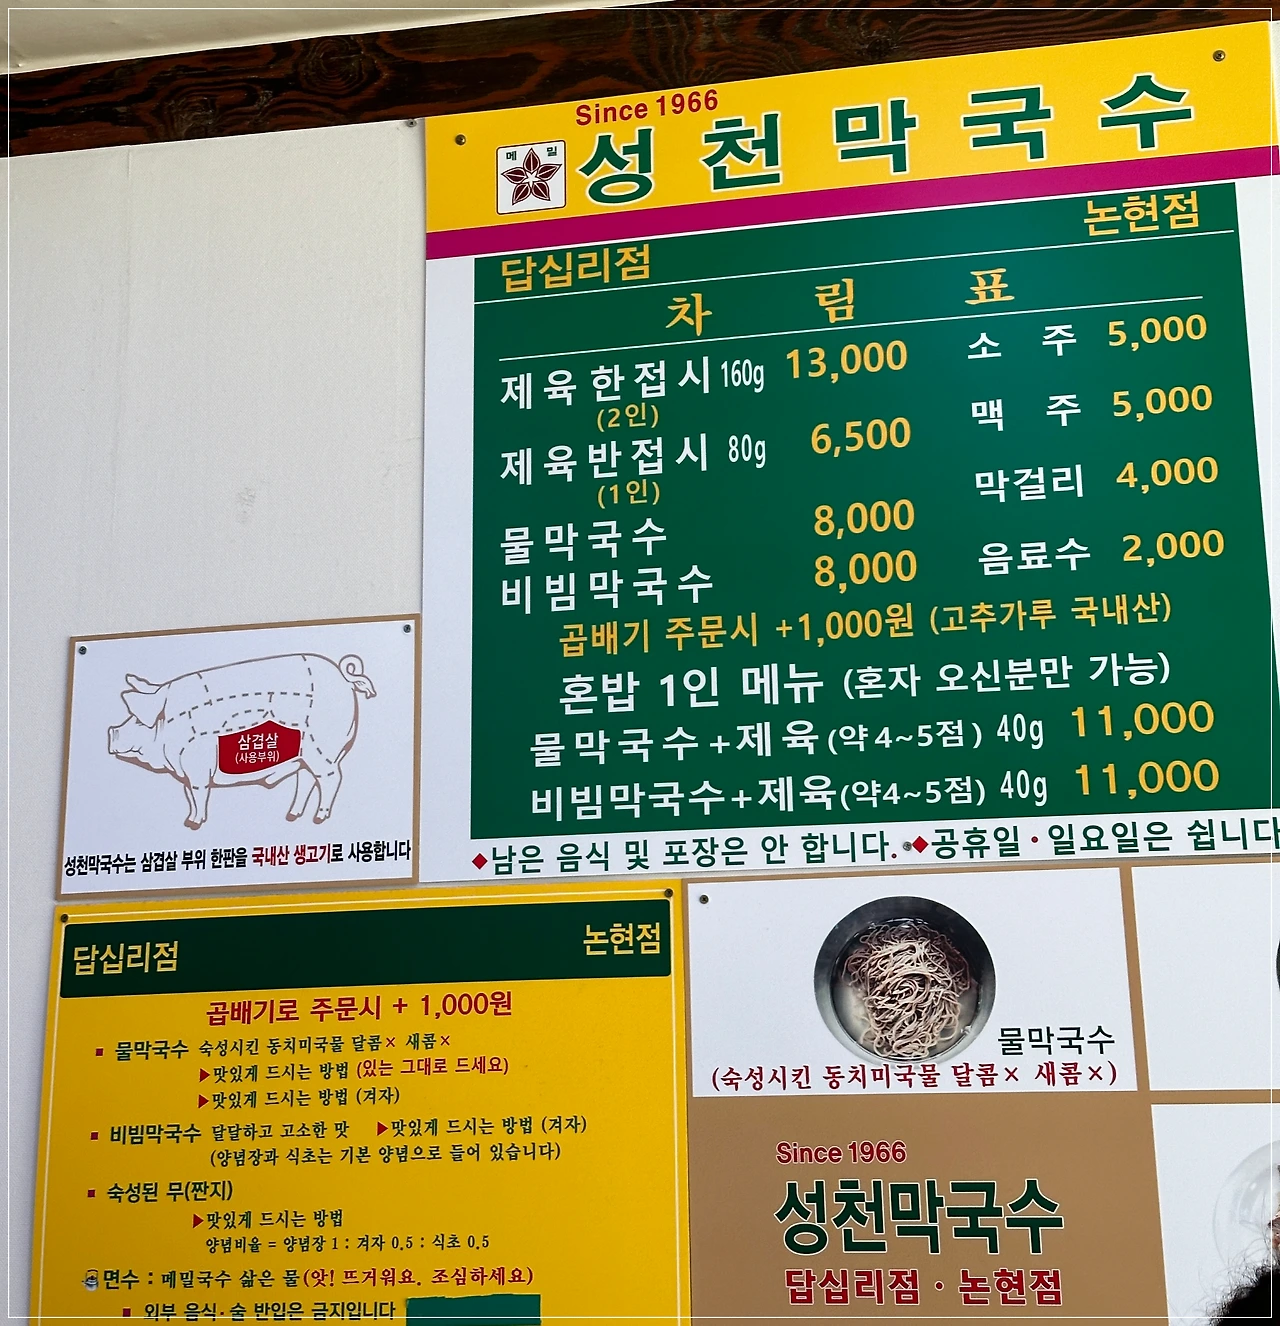 Since 1966
메밀
성천막국수
답십리점 논현점
차림표
제육한접시 160g 13,000
(2인)
제육반접시 80g 6,500
(1인)
물막국수 8,000
비빔막국수 8,000
소주 5,000
맥주 5,000
막걸리 4,000
음료수 2,000
곱배기 주문시 +1,000원 (고추가루 국내산)
혼밥 1인 메뉴 (혼자 오신분만 가능)
물막국수+제육(약4~5점) 40g 11,000
비빔막국수+제육(약4~5점) 40g 11,000
◆남은 음식 및 포장은 안 합니다. ◆공휴일·일요일은 쉽니다
삼겹살
(사용부위)
성천막국수는 삼겹살 부위 한판을 국내산 생고기로 사용합니다
답십리점 논현점
곱배기로 주문시 + 1,000원
■ 물막국수 숙성시킨 동치미국물 달콤× 새콤×
▶맛있게 드시는 방법 (있는 그대로 드세요)
▶맛있게 드시는 방법 (겨자)
■ 비빔막국수 달달하고 고소한 맛 ▶맛있게 드시는 방법 (겨자)
(양념장과 식초는 기본 양념으로 들어 있습니다)
■ 숙성된 무(짠지)
▶맛있게 드시는 방법
양념비율 = 양념장 1 : 겨자 0.5 : 식초 0.5
면수 : 메밀국수 삶은 물(앗! 뜨거워요. 조심하세요)
■ 외부 음식·술 반입은 금지입니다
물막국수
(숙성시킨 동치미국물 달콤× 새콤×)
Since 1966
성천막국수
답십리점 · 논현점